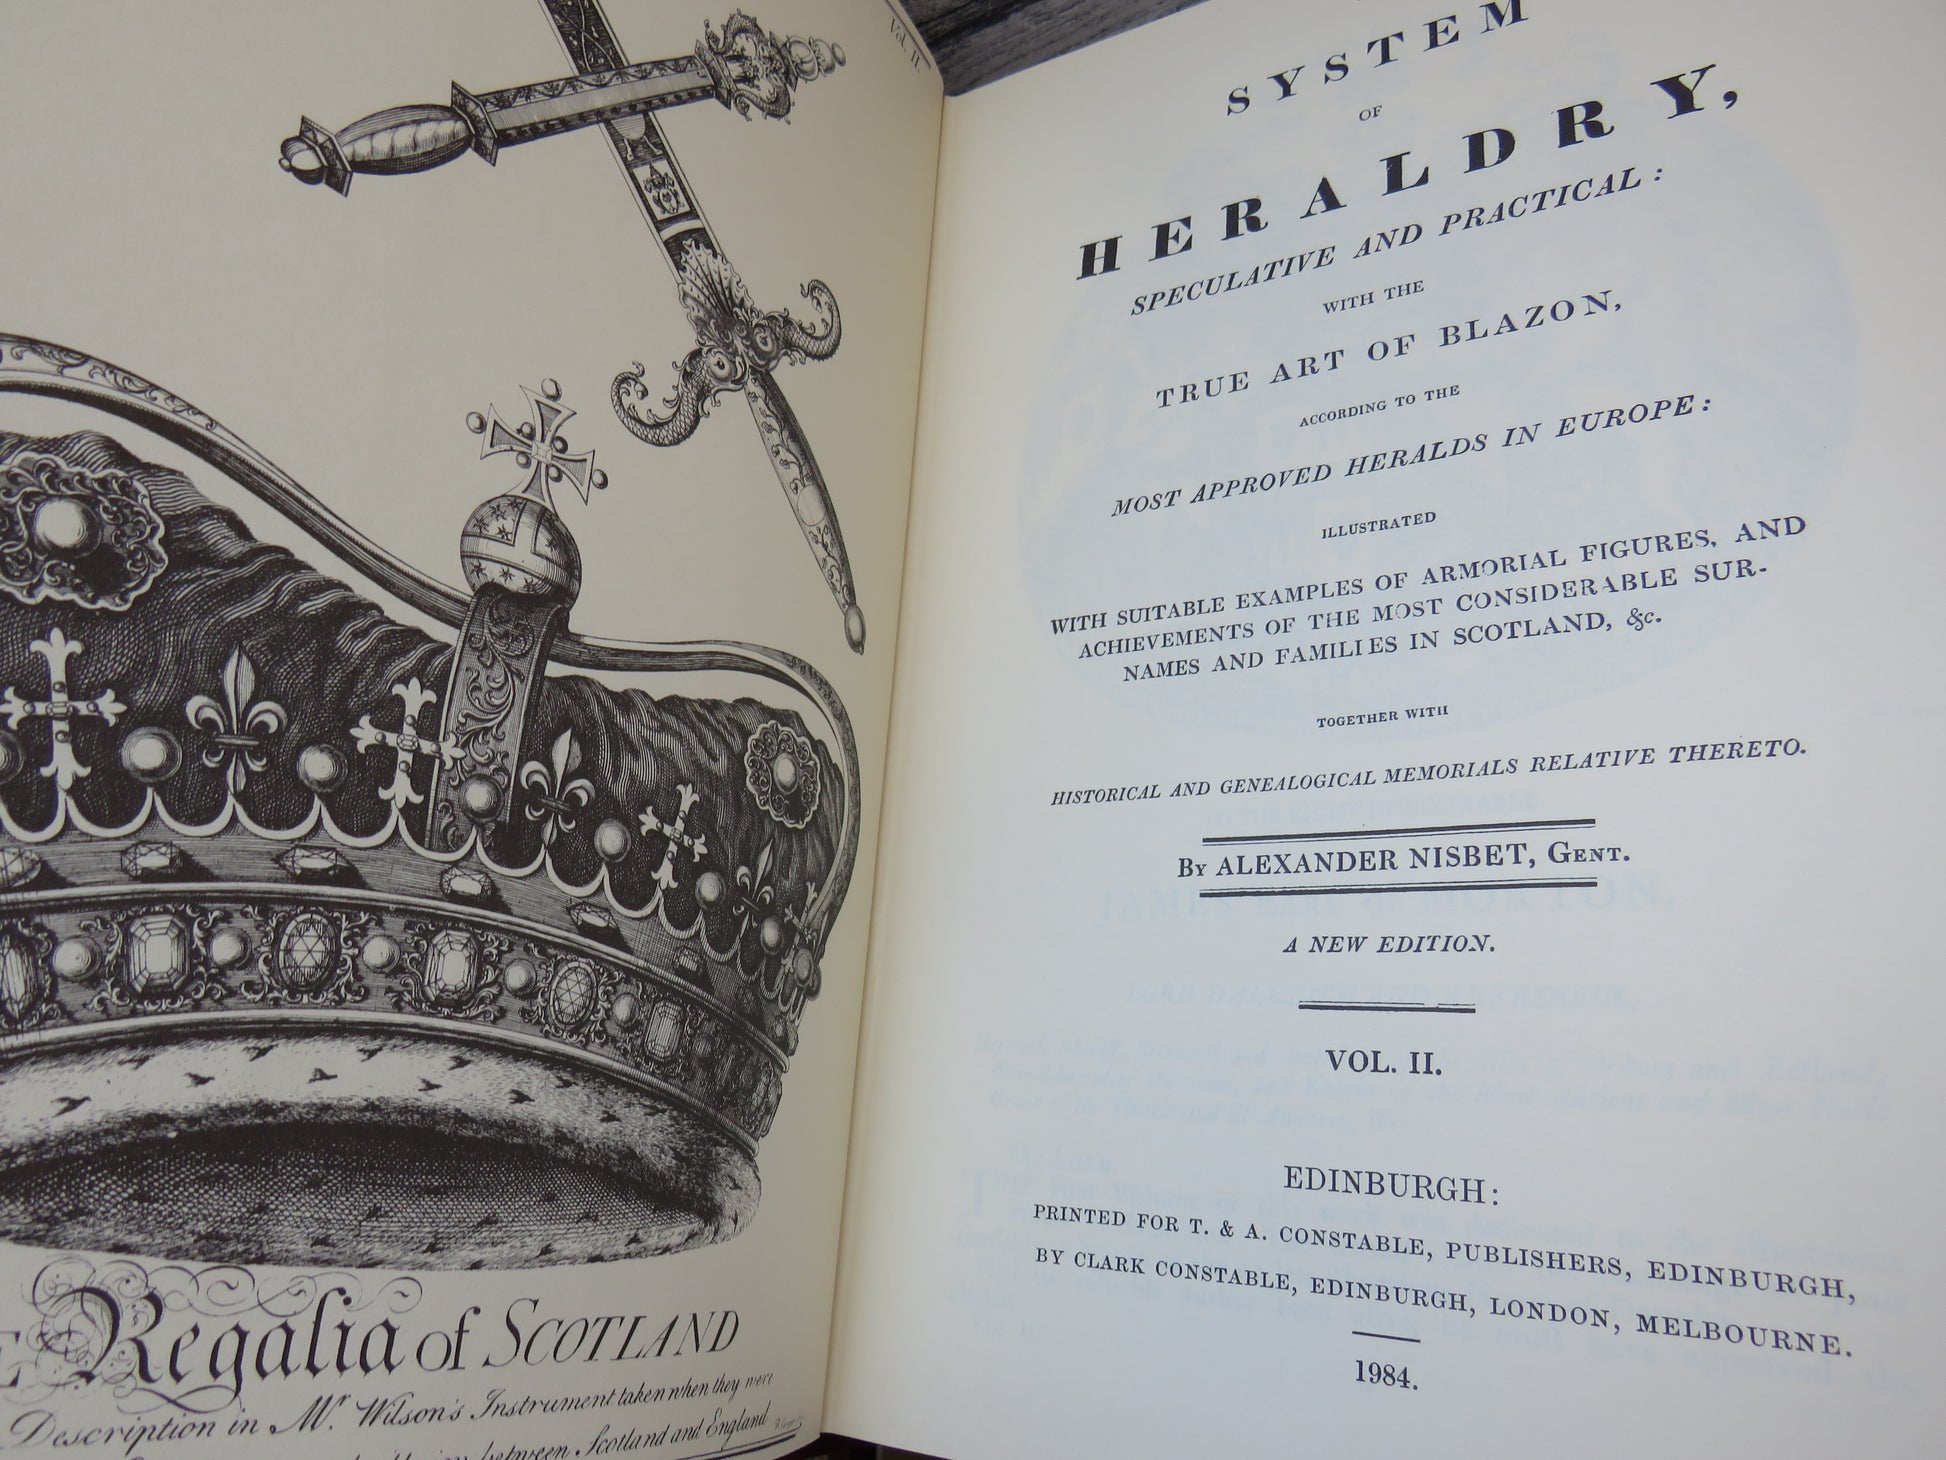 Vol. II.
Regalia of SCOTLAND
Description in Mr. Wilson's Instrument taken when they were
between Scotland and England
SYSTEM
OF
HERALDRY,
SPECULATIVE AND PRACTICAL:
WITH THE
TRUE ART OF BLAZON,
ACCORDING TO THE
MOST APPROVED HERALDS IN EUROPE:
ILLUSTRATED
WITH SUITABLE EXAMPLES OF ARMORIAL FIGURES, AND
ACHIEVEMENTS OF THE MOST CONSIDERABLE SUR-
NAMES AND FAMILIES IN SCOTLAND, &c.
TOGETHER WITH
HISTORICAL AND GENEALOGICAL MEMORIALS RELATIVE THERETO.
BY ALEXANDER NISBET, GENT.
A NEW EDITION.
VOL. II.
EDINBURGH:
PRINTED FOR T. & A. CONSTABLE, PUBLISHERS, EDINBURGH,
BY CLARK CONSTABLE, EDINBURGH, LONDON, MELBOURNE.
1984.